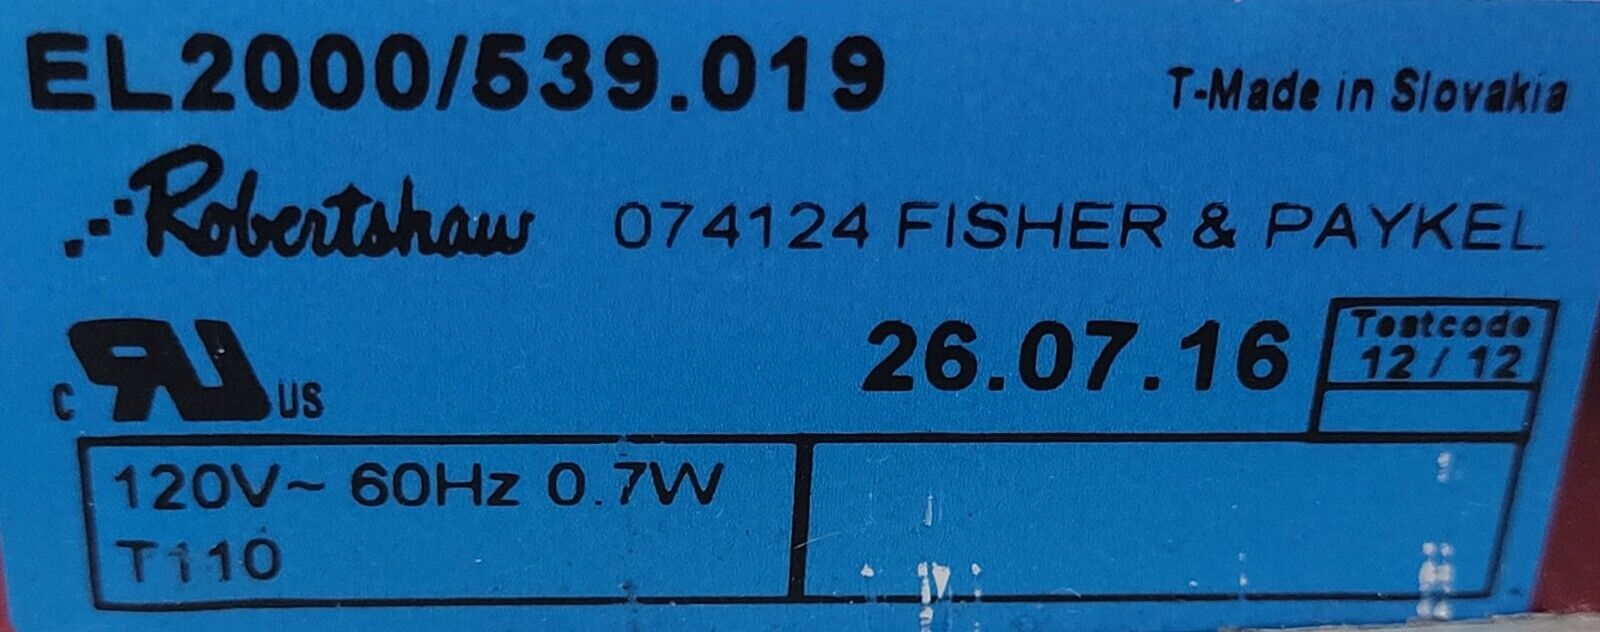 EL2000/539.019
T-Made in Slovakia
Robertshaw 074124 FISHER & PAYKEL
c RU US
26.07.16
Testcode
12/12
120V~ 60Hz 0.7W
T110